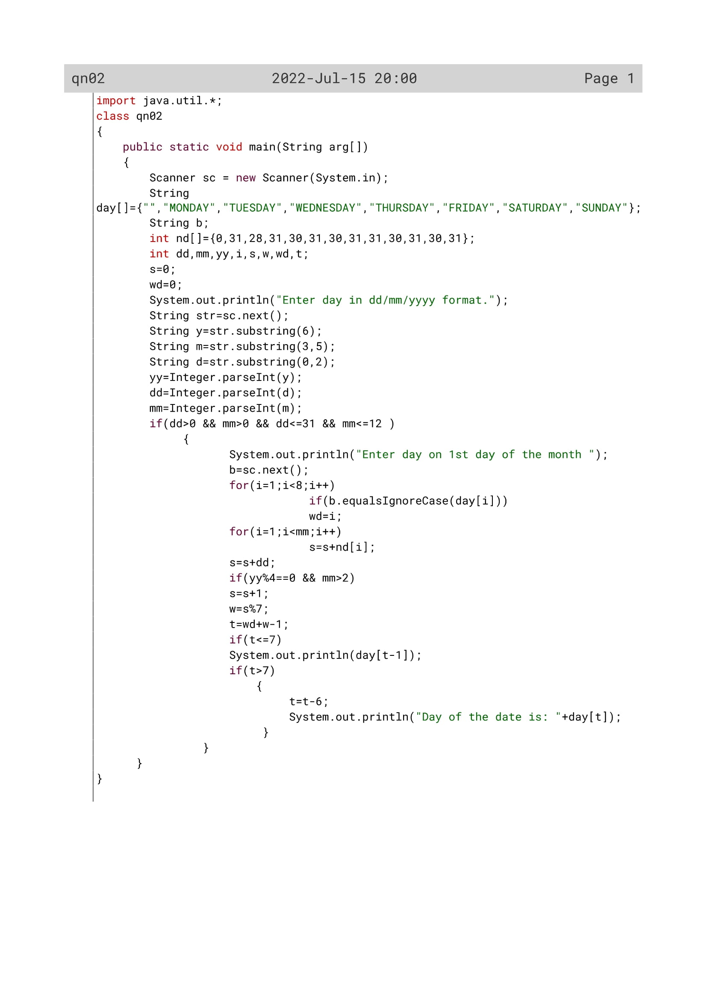 qn02 2022-Jul-15 20:00 Page 1
import java.util.*;
class qn02
{
    public static void main(String arg[])
    {
        Scanner sc = new Scanner(System.in);
        String
day[]={"","MONDAY","TUESDAY","WEDNESDAY","THURSDAY","FRIDAY","SATURDAY","SUNDAY"};
        String b;
        int nd[]={0,31,28,31,30,31,30,31,31,30,31,30,31};
        int dd,mm,yy,i,s,w,wd,t;
        s=0;
        wd=0;
        System.out.println("Enter day in dd/mm/yyyy format.");
        String str=sc.next();
        String y=str.substring(6);
        String m=str.substring(3,5);
        String d=str.substring(0,2);
        yy=Integer.parseInt(y);
        dd=Integer.parseInt(d);
        mm=Integer.parseInt(m);
        if(dd>0 && mm>0 && dd<=31 && mm<=12 )
             {
                    System.out.println("Enter day on 1st day of the month ");
                    b=sc.next();
                    for(i=1;i<8;i++)
                                if(b.equalsIgnoreCase(day[i]))
                                wd=i;
                    for(i=1;i<mm;i++)
                                s=s+nd[i];
                    s=s+dd;
                    if(yy%4==0 && mm>2)
                    s=s+1;
                    w=s%7;
                    t=wd+w-1;
                    if(t<=7)
                    System.out.println(day[t-1]);
                    if(t>7)
                        {
                             t=t-6;
                             System.out.println("Day of the date is: "+day[t]);
                         }
                }
      }
}